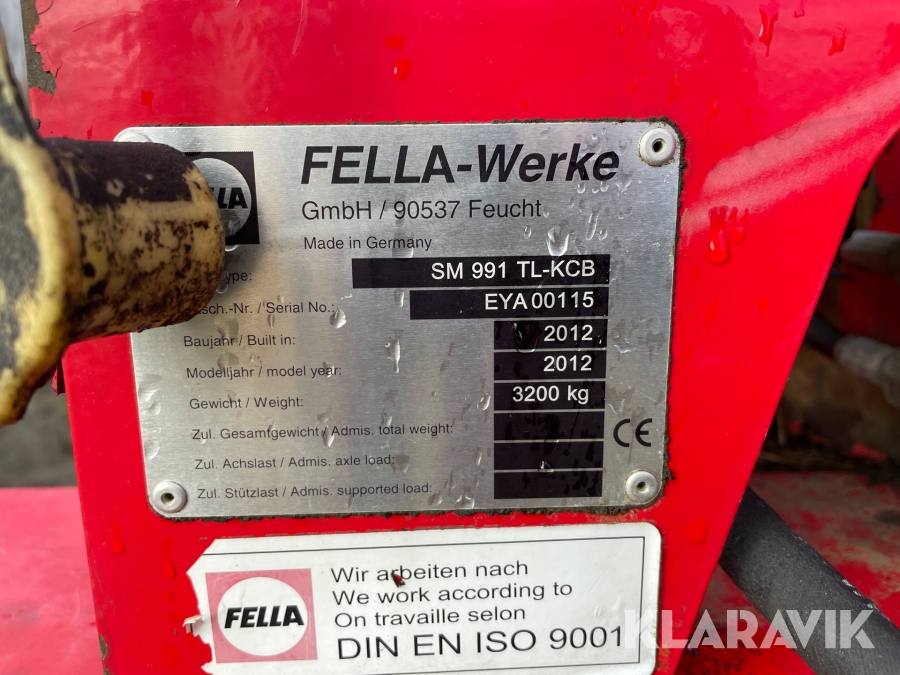 FELLA-Werke
GmbH / 90537 Feucht
Made in Germany
SM 991 TL-KCB
/ Serial No.: EYA 00115
Baujahr / Built in: 2012
Modelljahr / model year: 2012
Gewicht / Weight: 3200 kg
Zul. Gesamtgewicht / Admis. total weight:
Zul. Achslast / Admis. axle load:
Zul. Stützlast / Admis. supported load:
CE
FELLA
Wir arbeiten nach
We work according to
On travaille selon
DIN EN ISO 9001
KLARAVIK